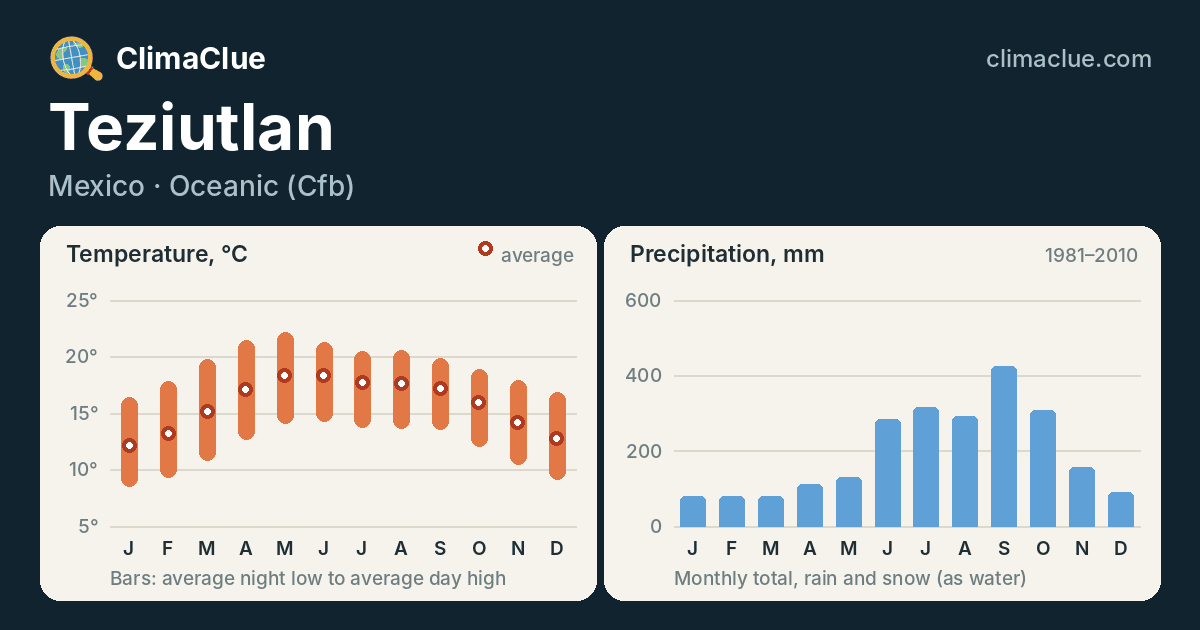 ClimaClue
climaclue.com
Teziutlan
Mexico · Oceanic (Cfb)
Temperature, °C
average
25°
20°
15°
10°
5°
J F M A M J J A S O N D
Bars: average night low to average day high
Precipitation, mm
1981–2010
600
400
200
0
J F M A M J J A S O N D
Monthly total, rain and snow (as water)